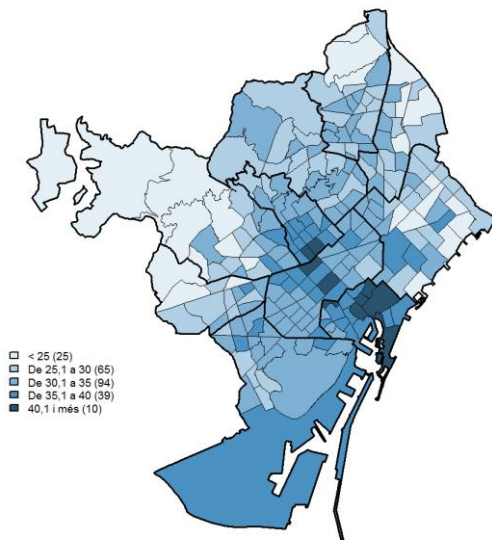 < 25 (25)
De 25,1 a 30 (65)
De 30,1 a 35 (94)
De 35,1 a 40 (39)
40,1 i més (10)